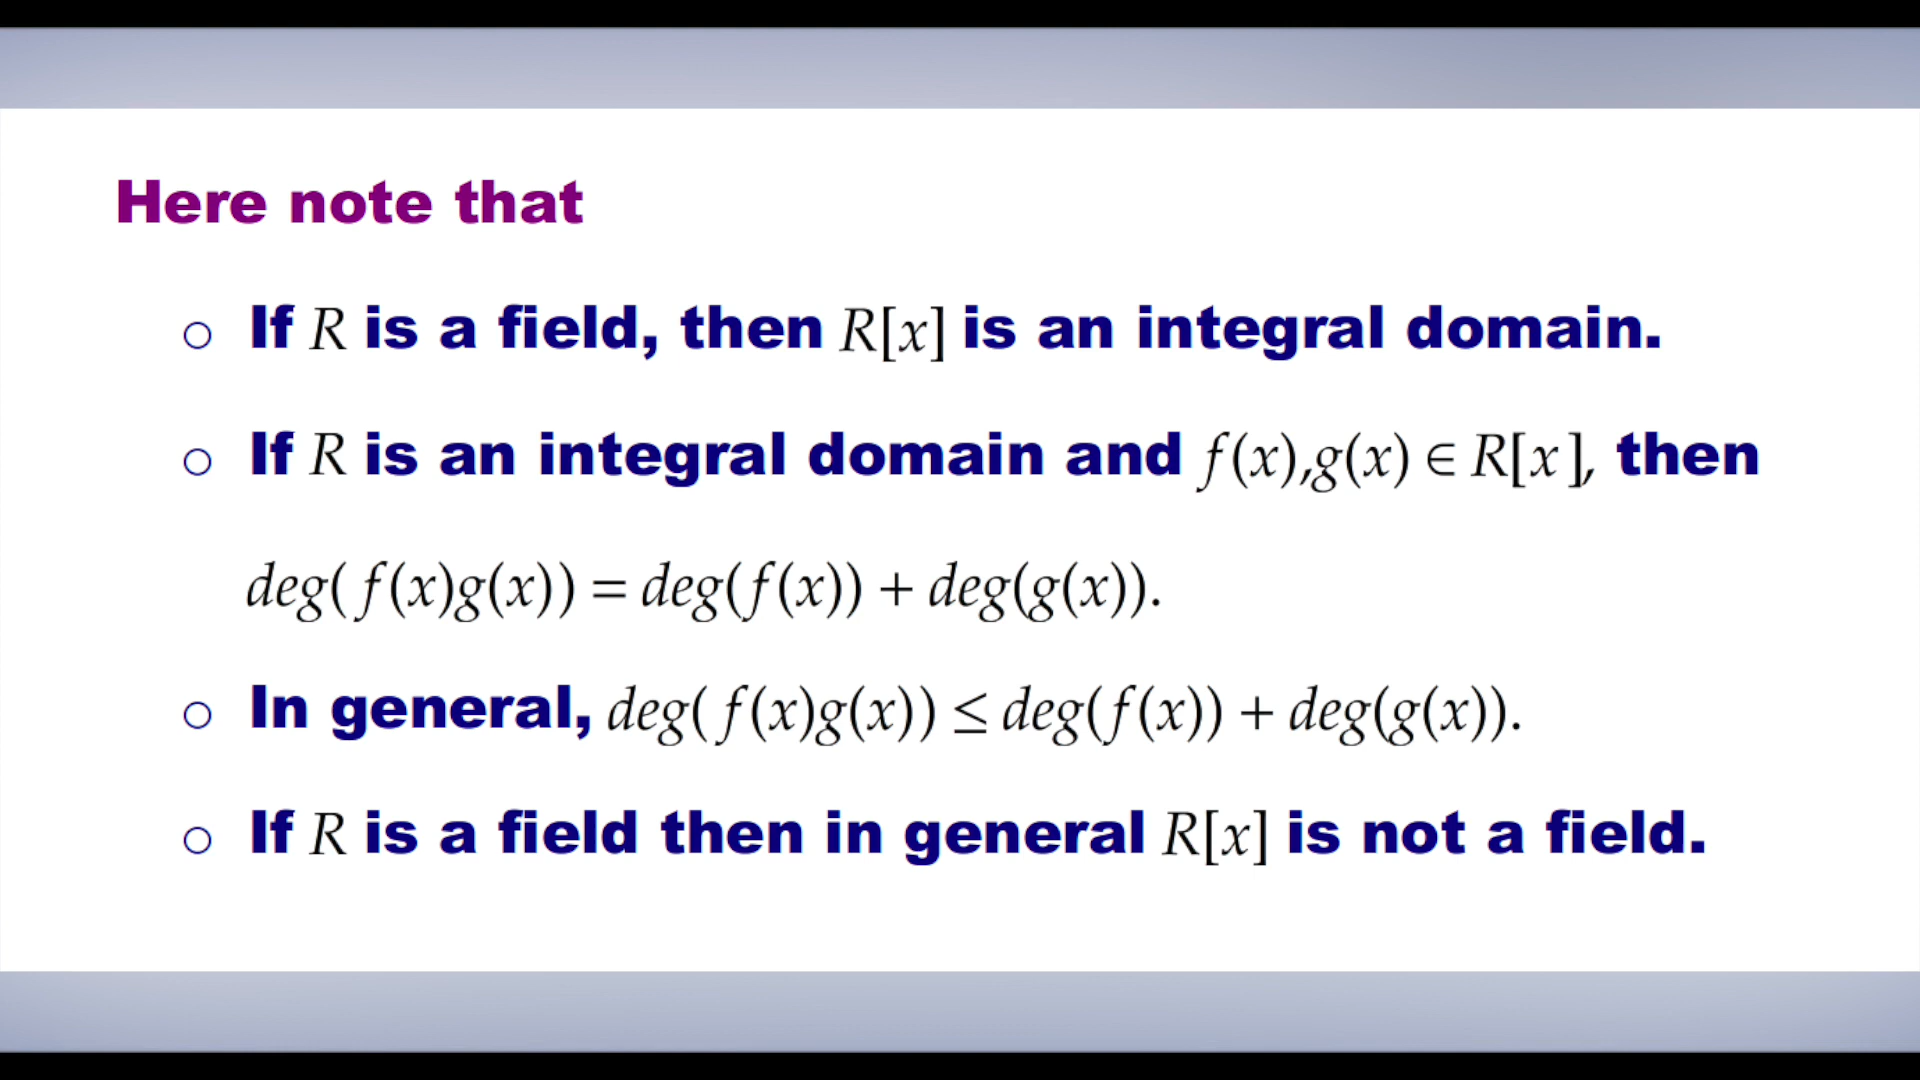 Here note that
○ If R is a field, then R[x] is an integral domain.
○ If R is an integral domain and f(x),g(x) ∈ R[x], then
deg(f(x)g(x)) = deg(f(x)) + deg(g(x)).
○ In general, deg(f(x)g(x)) ≤ deg(f(x)) + deg(g(x)).
○ If R is a field then in general R[x] is not a field.